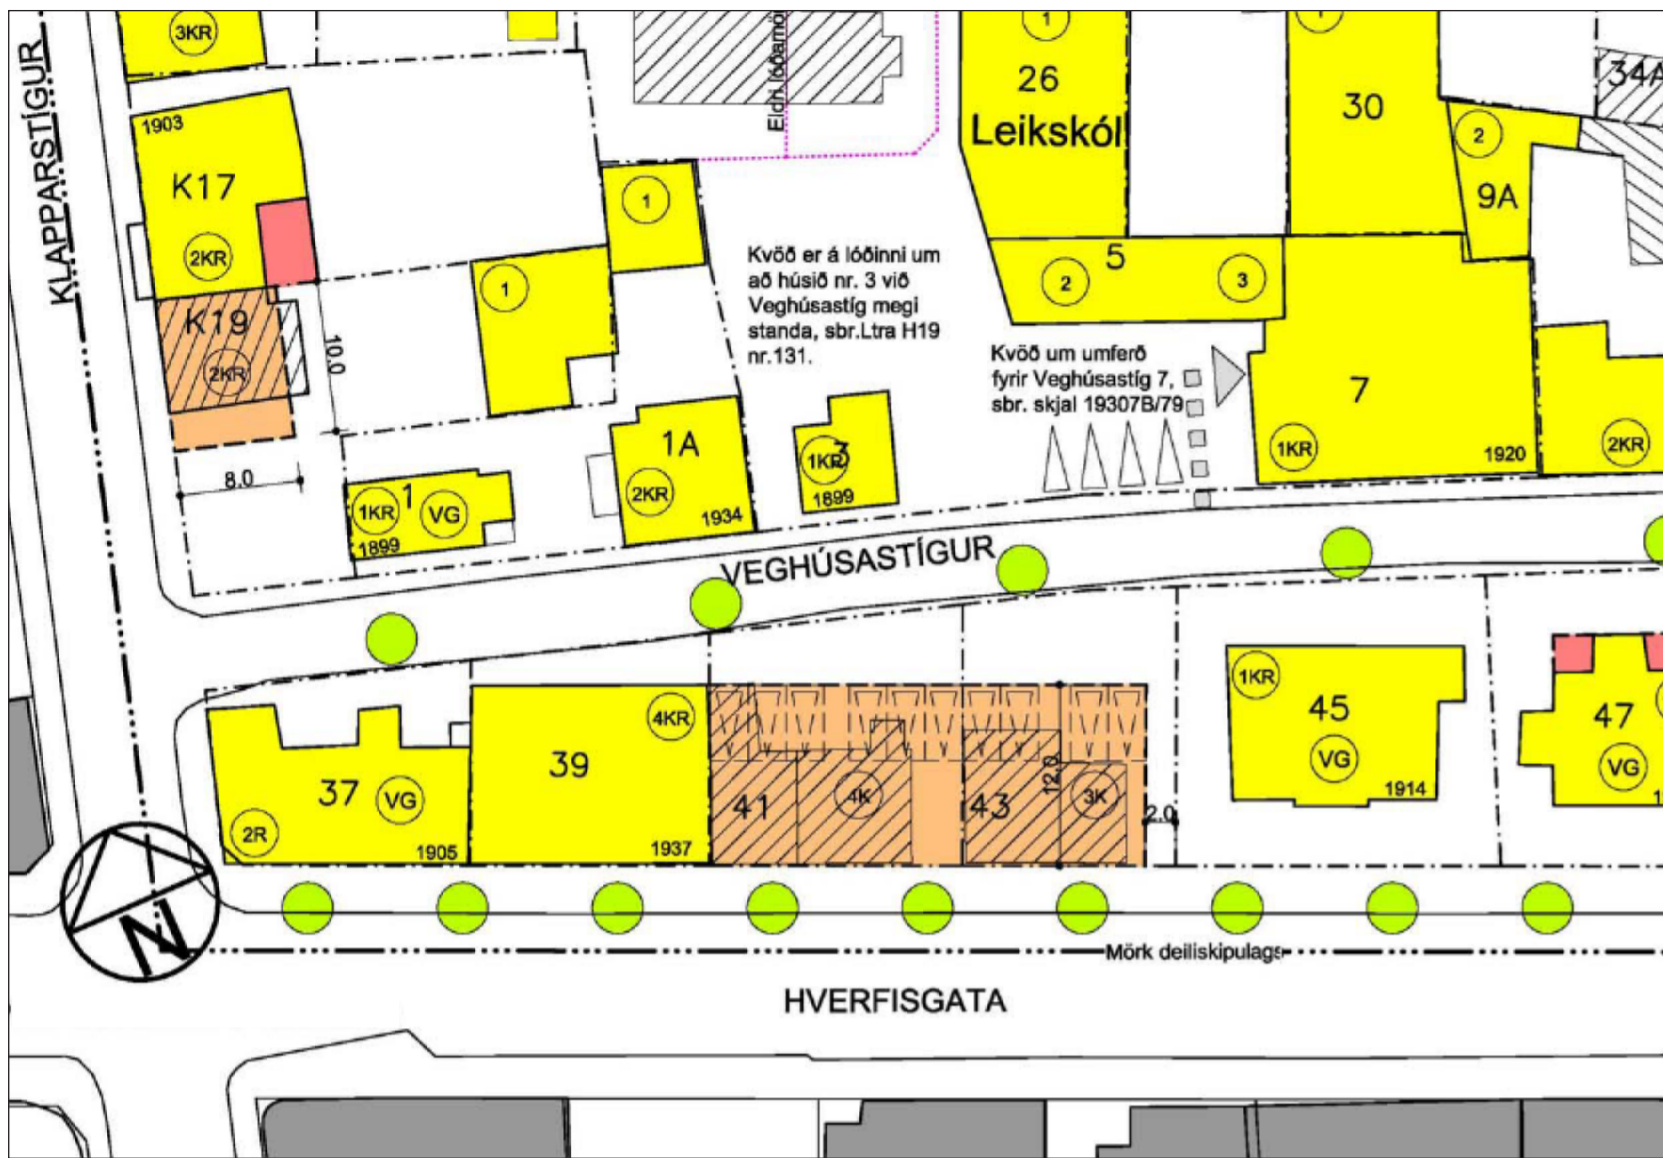 3KR
1
1
Eldri lóðamör
KLAPPARSTÍGUR
1903
K17
2KR
K19
2KR
10.0
8.0
1
1
26
Leikskól
30
34A
2
9A
5
2
3
Kvöð er á lóðinni um
að húsið nr. 3 við
Veghúsastíg megi
standa, sbr.Ltra H19
nr.131.
Kvöð um umferð
fyrir Veghúsastíg 7,
sbr. skjal 19307B/79
7
1KR
1920
2KR
1
1KR
VG
1899
1A
2KR
1934
3
1KR
1899
VEGHÚSASTÍGUR
37
VG
2R
1905
39
4KR
1937
41
4K
43
3K
12.0
2.0
1KR
45
VG
1914
47
VG
N
Mörk deiliskipulags
HVERFISGATA